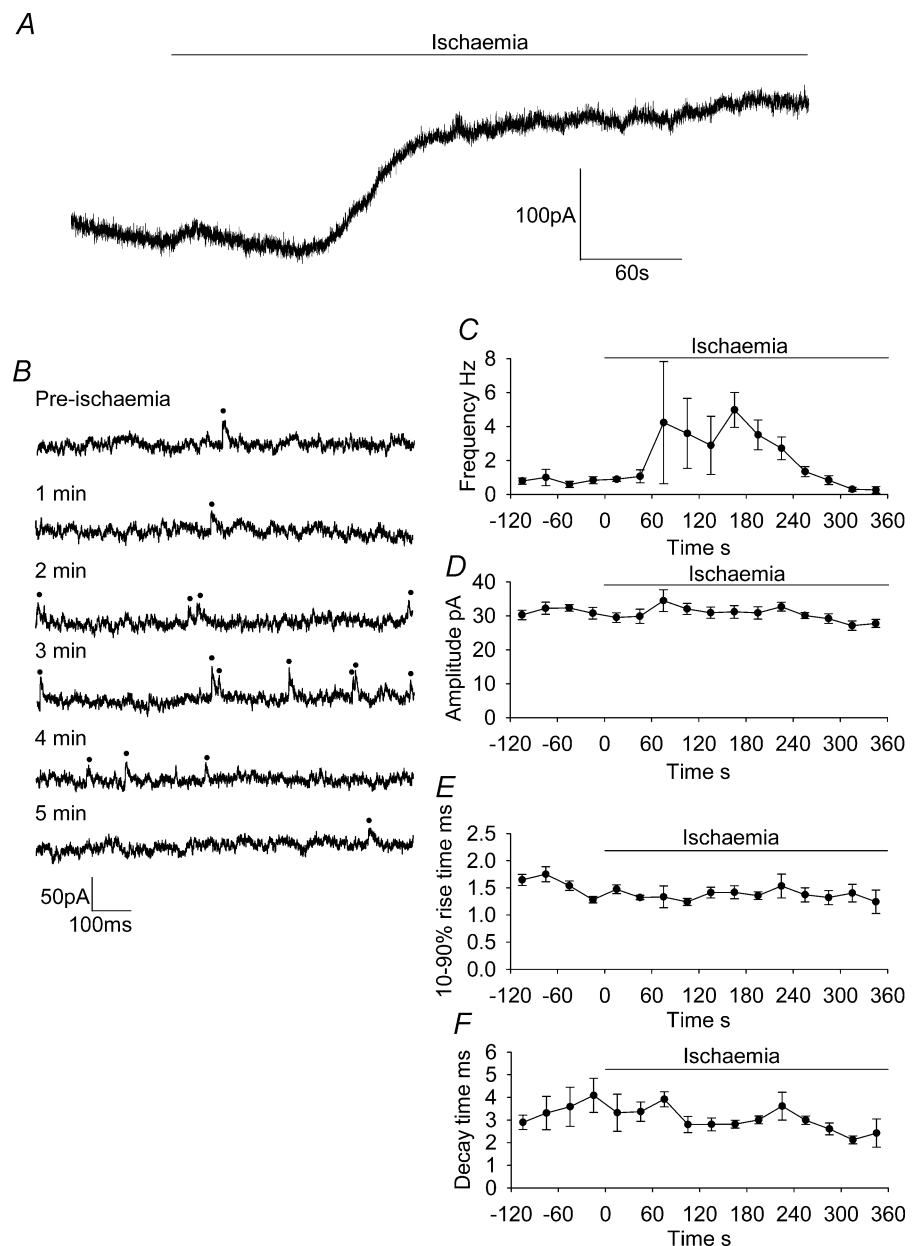 A
Ischaemia
100pA
60s
B
Pre-ischaemia
1 min
2 min
3 min
4 min
5 min
50pA
100ms
C
Ischaemia
Frequency Hz
8
6
4
2
0
-120 -60 0 60 120 180 240 300 360
Time s
D
Ischaemia
Amplitude pA
40
30
20
10
0
-120 -60 0 60 120 180 240 300 360
Time s
E
Ischaemia
10-90% rise time ms
2.5
2.0
1.5
1.0
0.5
0.0
-120 -60 0 60 120 180 240 300 360
Time s
F
Ischaemia
Decay time ms
6
5
4
3
2
1
0
-120 -60 0 60 120 180 240 300 360
Time s